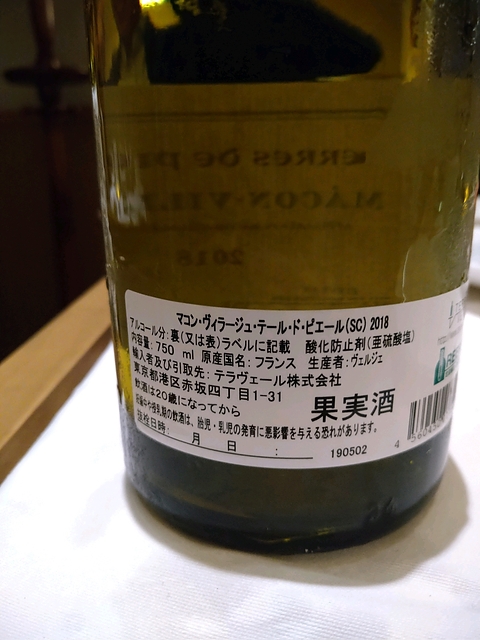 マコン・ヴィラージュ・テール・ド・ピエール(SC) 2018
アルコール分: 裏(又は表)ラベルに記載 酸化防止剤(亜硫酸塩)
内容量: 750 ml 原産国名: フランス 生産者: ヴェルジェ
輸入者及び引取先: テラヴェール株式会社
東京都港区赤坂四丁目1-31
飲酒は20歳になってから
果実酒
妊娠中や授乳期の飲酒は、胎児・乳児の発育に悪影響を与える恐れがあります。
抜栓日時: 月 日 :
190502
MÂCON-VIL
2018